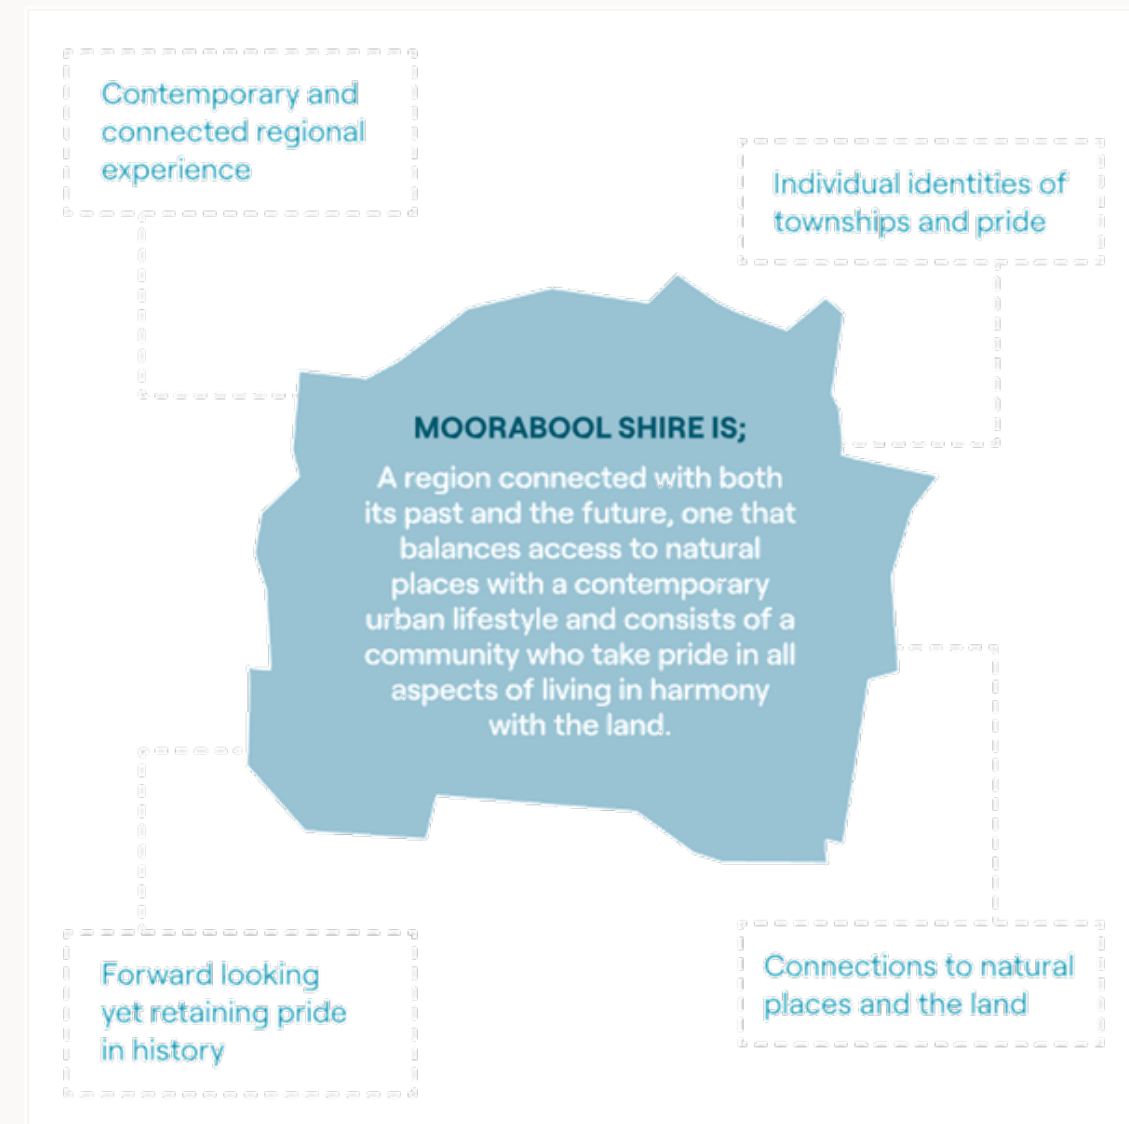 Contemporary and
connected regional
experience
Individual identities of
townships and pride
MOORABOOL SHIRE IS;
A region connected with both
its past and the future, one that
balances access to natural
places with a contemporary
urban lifestyle and consists of a
community who take pride in all
aspects of living in harmony
with the land.
Forward looking
yet retaining pride
in history
Connections to natural
places and the land